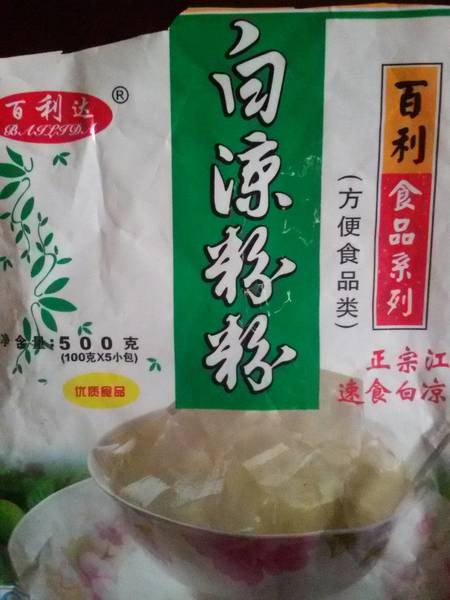 百利达
®
BAILIDA
白凉粉粉
百利
食品系列
(方便食品类)
净含量:500克
(100克X5小包)
优质食品
正宗江
速食白凉